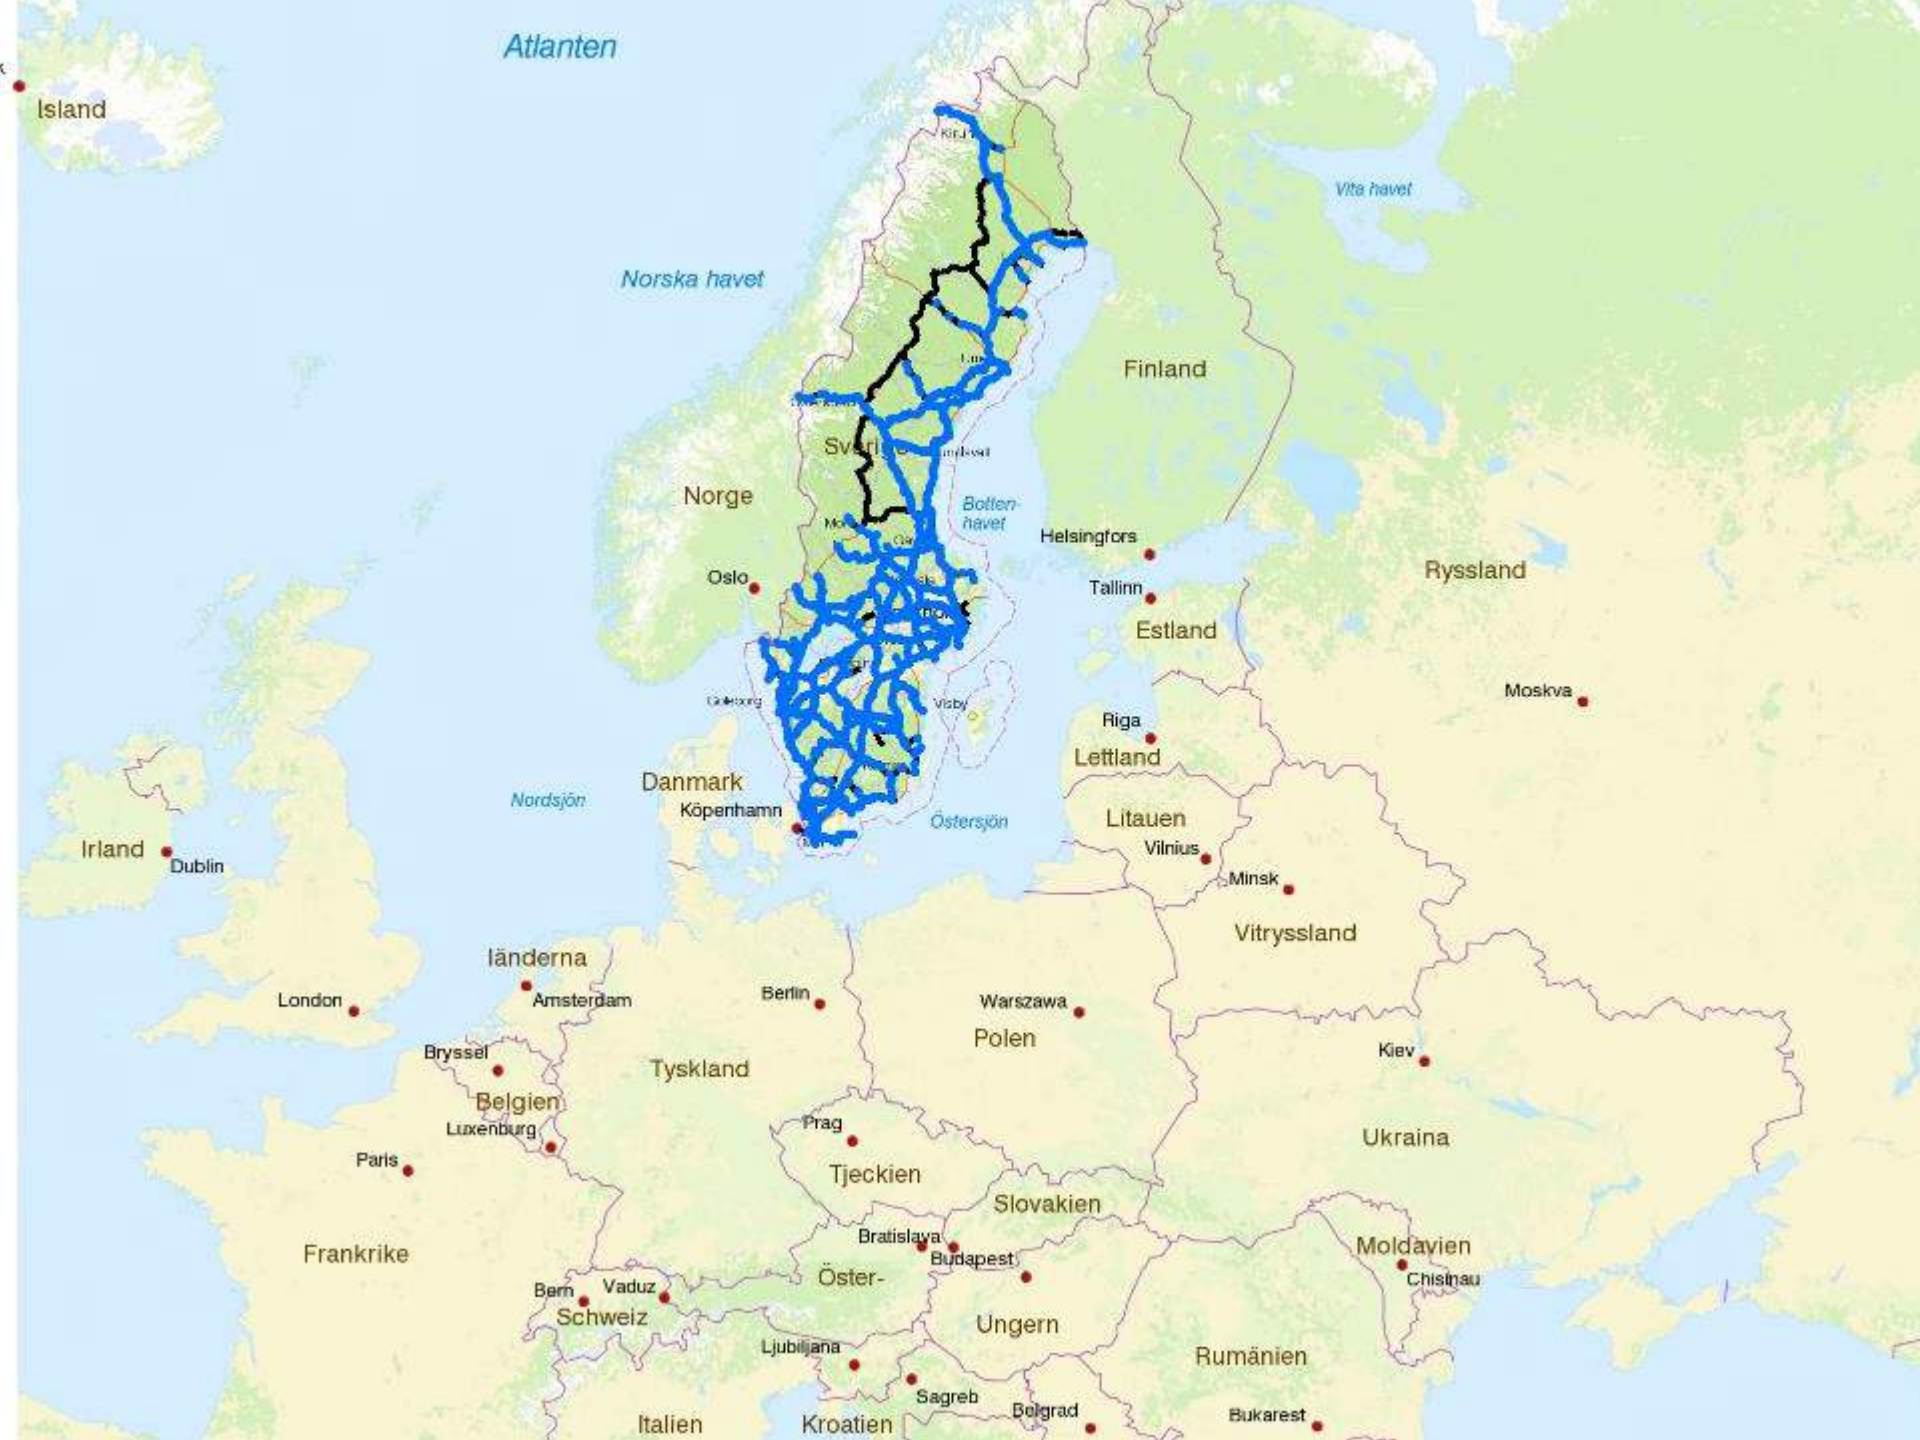 Atlanten
Island
Kiru
Vita havet
Norska havet
Finland
Sverige
Norge
Botten-
havet
Helsingfors
Oslo
Tallinn
Ryssland
Estland
Moskva
Göteborg
Visby
Riga
Lettland
Danmark
Nordsjön
Köpenhamn
Östersjön
Litauen
Vilnius
Irland
Dublin
Minsk
Vitryssland
länderna
London
Amsterdam
Berlin
Warszawa
Polen
Bryssel
Tyskland
Kiev
Belgien
Luxenburg
Prag
Ukraina
Paris
Tjeckien
Slovakien
Bratislava
Budapest
Moldavien
Frankrike
Öster-
Chisinau
Bern
Vaduz
Schweiz
Ungern
Ljubiljana
Rumänien
Sagreb
Belgrad
Bukarest
Italien
Kroatien